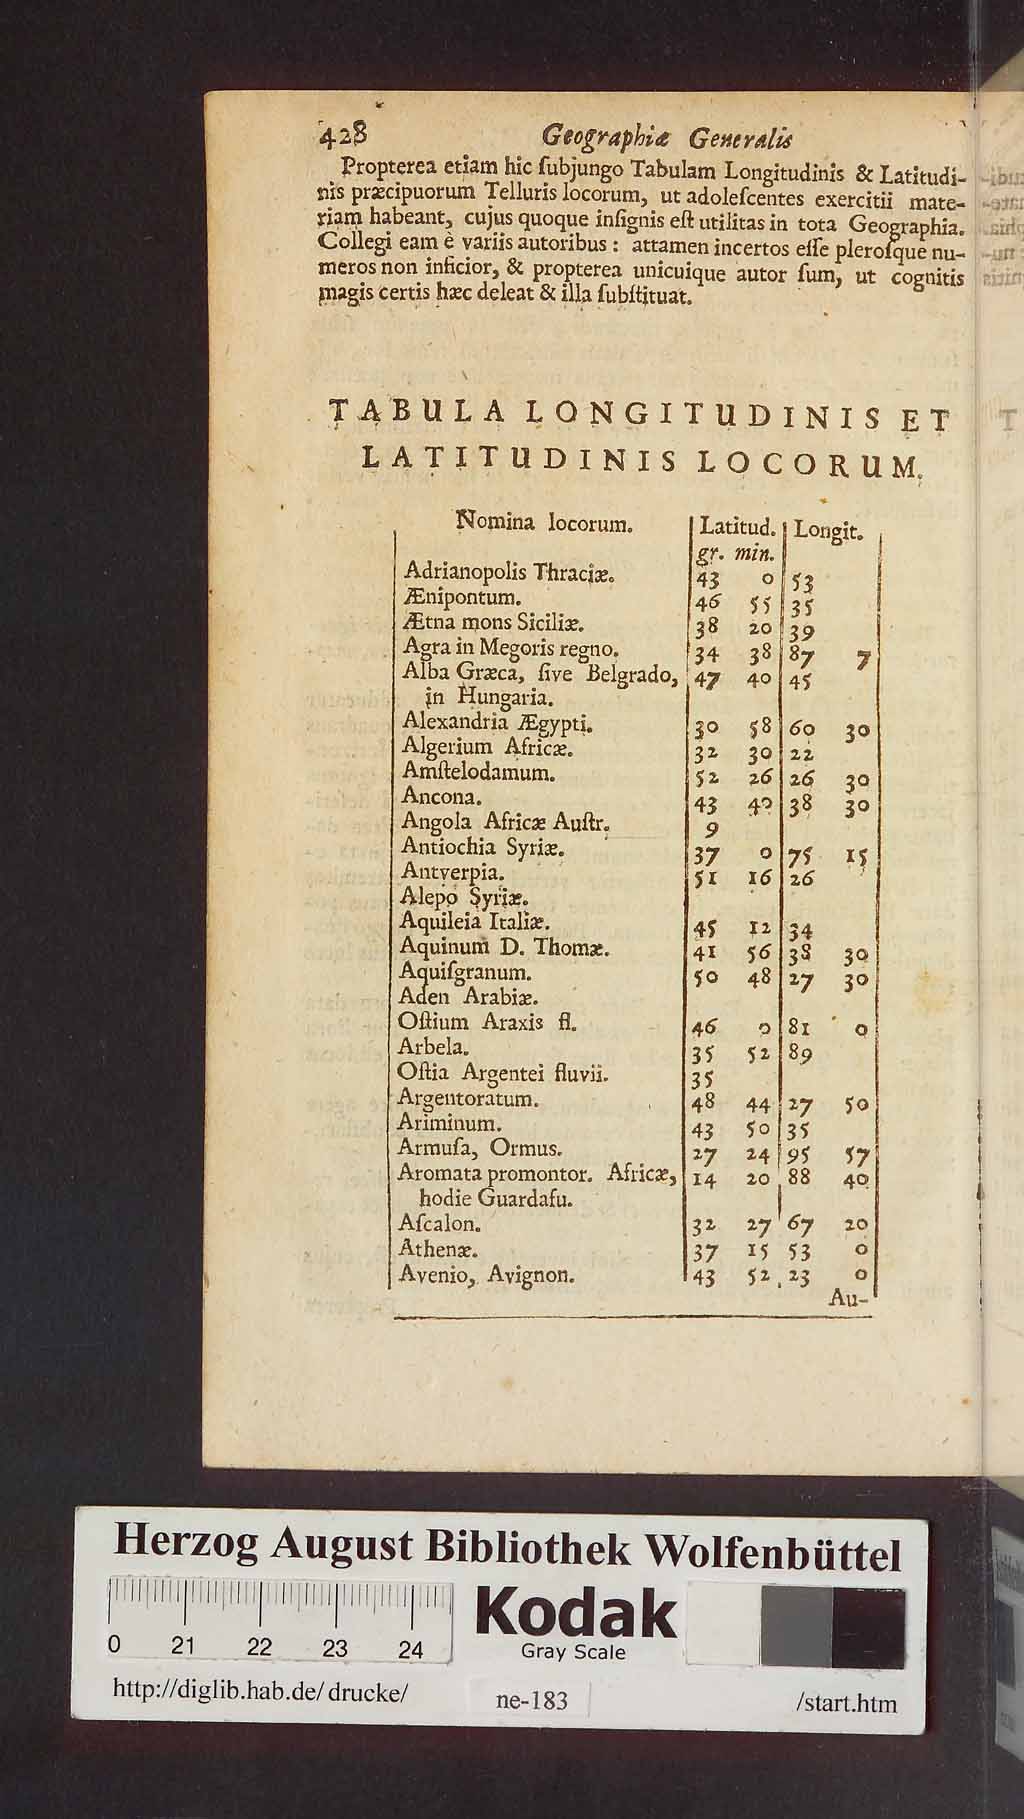 428 Geographiæ Generalis
Propterea etiam hic ſubjungo Tabulam Longitudinis & Latitudi-
nis præcipuorum Telluris locorum, ut adoleſcentes exercitii mate-
riam habeant, cujus quoque inſignis eſt utilitas in tota Geographia.
Collegi eam è variis autoribus: attamen incertos eſſe pleroſque nu-
meros non inficior, & propterea unicuique autor ſum, ut cognitis
magis certis hæc deleat & illa ſubſtituat.
TABULA LONGITUDINIS ET
LATITUDINIS LOCORUM.
Nomina locorum. Latitud. Longit.
gr. min.
Adrianopolis Thraciæ. 43 0 53
Ænipontum. 46 55 35
Ætna mons Siciliæ. 38 20 39
Agra in Megoris regno. 34 38 87 7
Alba Græca, ſive Belgrado, 47 40 45
in Hungaria.
Alexandria Ægypti. 30 58 60 30
Algerium Africæ. 32 30 22
Amſtelodamum. 52 26 26 30
Ancona. 43 40 38 30
Angola Africæ Auſtr. 9
Antiochia Syriæ. 37 0 75 15
Antverpia. 51 16 26
Alepo Syriæ.
Aquileia Italiæ. 45 12 34
Aquinum D. Thomæ. 41 56 38 30
Aquiſgranum. 50 48 27 30
Aden Arabiæ.
Oſtium Araxis fl. 46 0 81 0
Arbela. 35 52 89
Oſtia Argentei fluvii. 35
Argentoratum. 48 44 27 50
Ariminum. 43 50 35
Armuſa, Ormus. 27 24 95 57
Aromata promontor. Africæ, 14 20 88 40
hodie Guardafu.
Aſcalon. 32 27 67 20
Athenæ. 37 15 53 0
Avenio, Avignon. 43 52 23 0
Au-
Herzog August Bibliothek Wolfenbüttel
Kodak
Gray Scale
0 21 22 23 24
http://diglib.hab.de/drucke/ ne-183 /start.htm